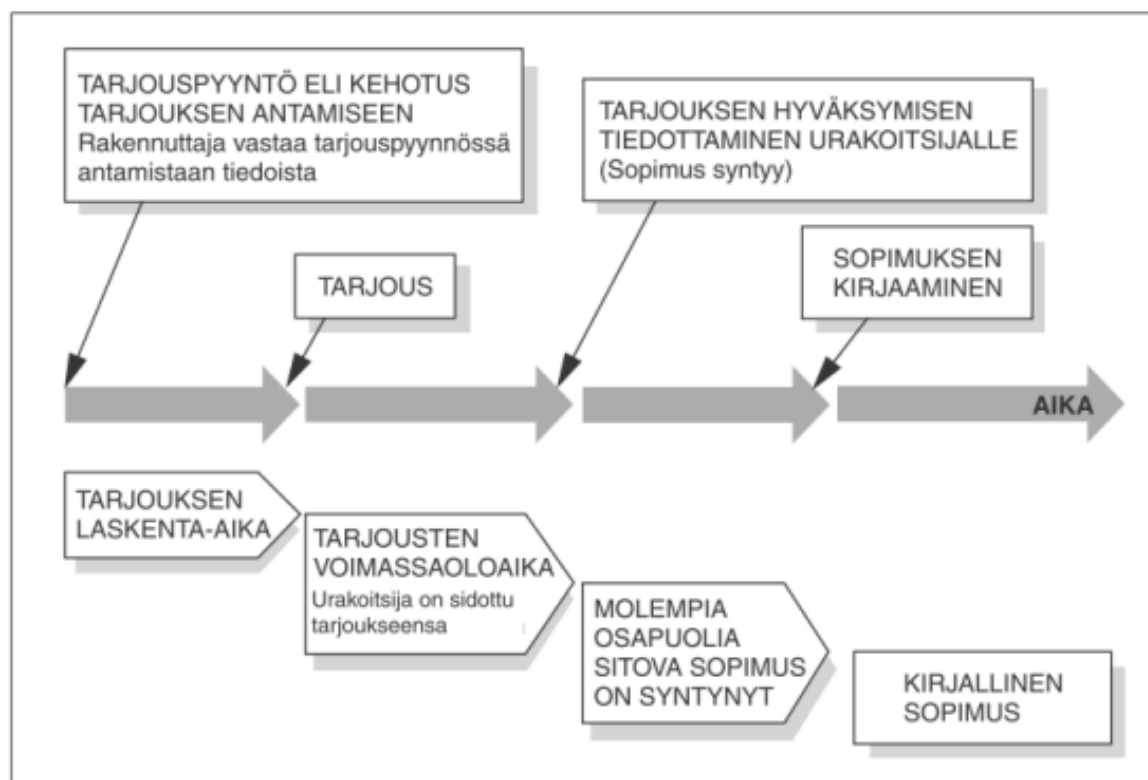 TARJOUSPYYNTÖ ELI KEHOTUS
TARJOUKSEN ANTAMISEEN
Rakennuttaja vastaa tarjouspyynnössä
antamistaan tiedoista
TARJOUKSEN HYVÄKSYMISEN
TIEDOTTAMINEN URAKOITSIJALLE
(Sopimus syntyy)
TARJOUS
SOPIMUKSEN
KIRJAAMINEN
AIKA
TARJOUKSEN
LASKENTA-AIKA
TARJOUSTEN
VOIMASSAOLOAIKA
Urakoitsija on sidottu
tarjoukseensa
MOLEMPIA
OSAPUOLIA
SITOVA SOPIMUS
ON SYNTYNYT
KIRJALLINEN
SOPIMUS